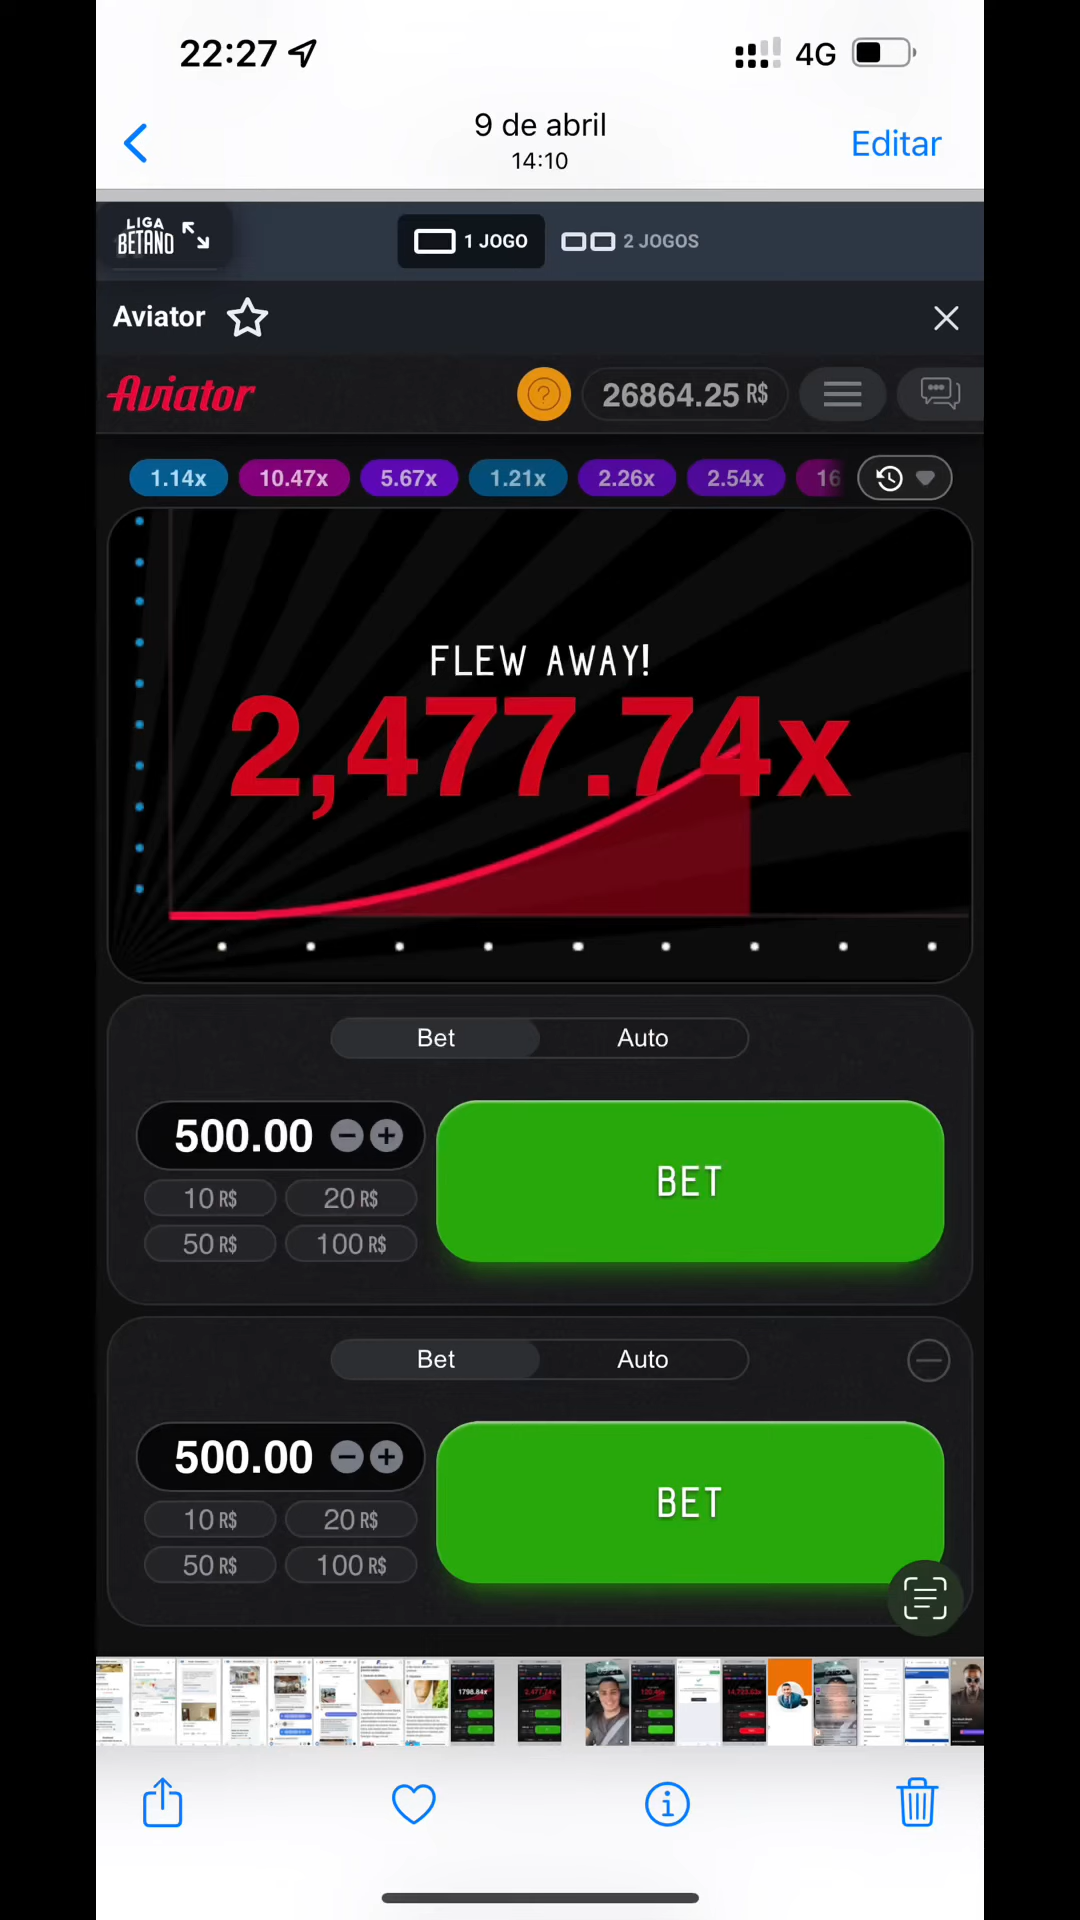 22:27
4G
9 de abril
14:10
Editar
LIGA
BETANO
1 JOGO
2 JOGOS
Aviator
Aviator
? 26864.25 R$
1.14x 10.47x 5.67x 1.21x 2.26x 2.54x 16
FLEW AWAY!
2,477.74x
Bet Auto
500.00 - +
BET
10 R$ 20 R$
50 R$ 100 R$
Bet Auto
500.00 - +
BET
10 R$ 20 R$
50 R$ 100 R$
1798.84x